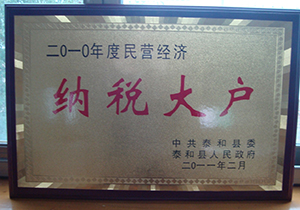 二〇一〇年度民营经济
纳税大户
中共泰和县委
泰和县人民政府
二〇一一年二月